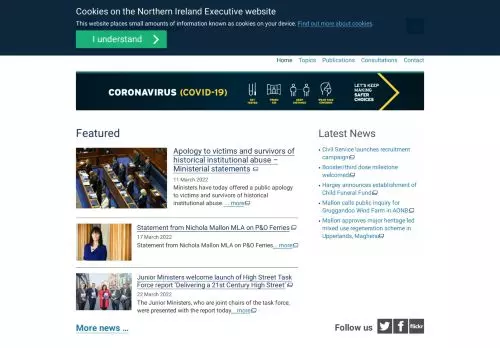 Cookies on the Northern Ireland Executive website
This website places small amounts of information known as cookies on your device. Find out more about cookies.
I understand
Home Topics Publications Consultations Contact
CORONAVIRUS (COVID-19)
LET'S KEEP
MAKING
SAFER
CHOICES
Featured
Apology to victims and survivors of
historical institutional abuse –
Ministerial statements
11 March 2022
Ministers have today offered a public apology
to victims and survivors of historical
institutional abuse ... more
Statement from Nichola Mallon MLA on P&O Ferries
17 March 2022
Statement from Nichola Mallon MLA on P&O Ferries... more
Junior Ministers welcome launch of High Street Task
Force report 'Delivering a 21st Century High Street'
22 March 2022
The Junior Ministers, who are joint chairs of the task force,
were presented with the report today... more
More news ...
Latest News
Civil Service launches recruitment
campaign
Booster/third dose milestone
welcomed
Hargey announces establishment of
Child Funeral Fund
Mallon calls public inquiry for
Gruggandoo Wind Farm in AONB
Mallon approves major heritage led
mixed use regeneration scheme in
Upperlands, Maghera
Follow us
flickr